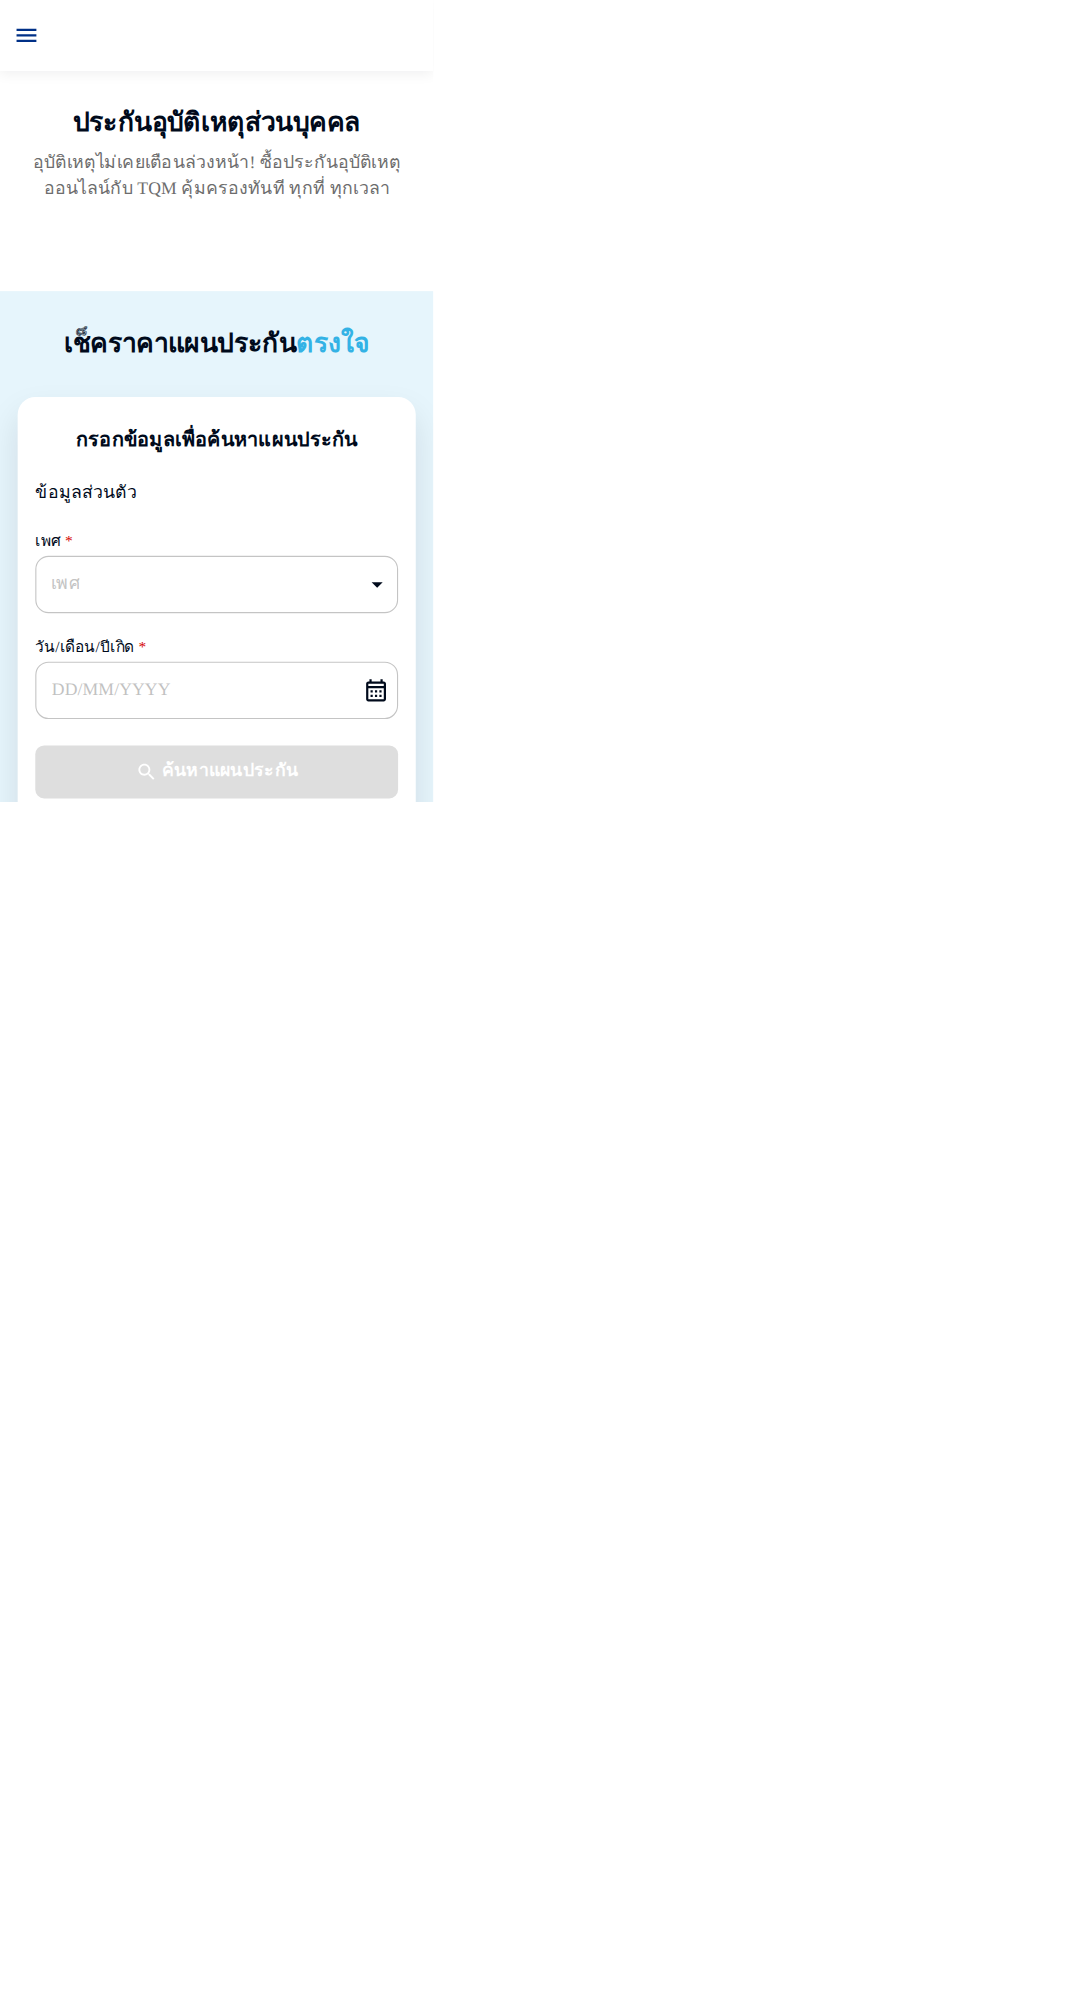 ประกันอุบัติเหตุส่วนบุคคล
อุบัติเหตุไม่เคยเตือนล่วงหน้า! ซื้อประกันอุบัติเหตุ
ออนไลน์กับ TQM คุ้มครองทันที ทุกที่ ทุกเวลา
เช็คราคาแผนประกันตรงใจ
กรอกข้อมูลเพื่อค้นหาแผนประกัน
ข้อมูลส่วนตัว
เพศ *
เพศ
วัน/เดือน/ปีเกิด *
DD/MM/YYYY
ค้นหาแผนประกัน